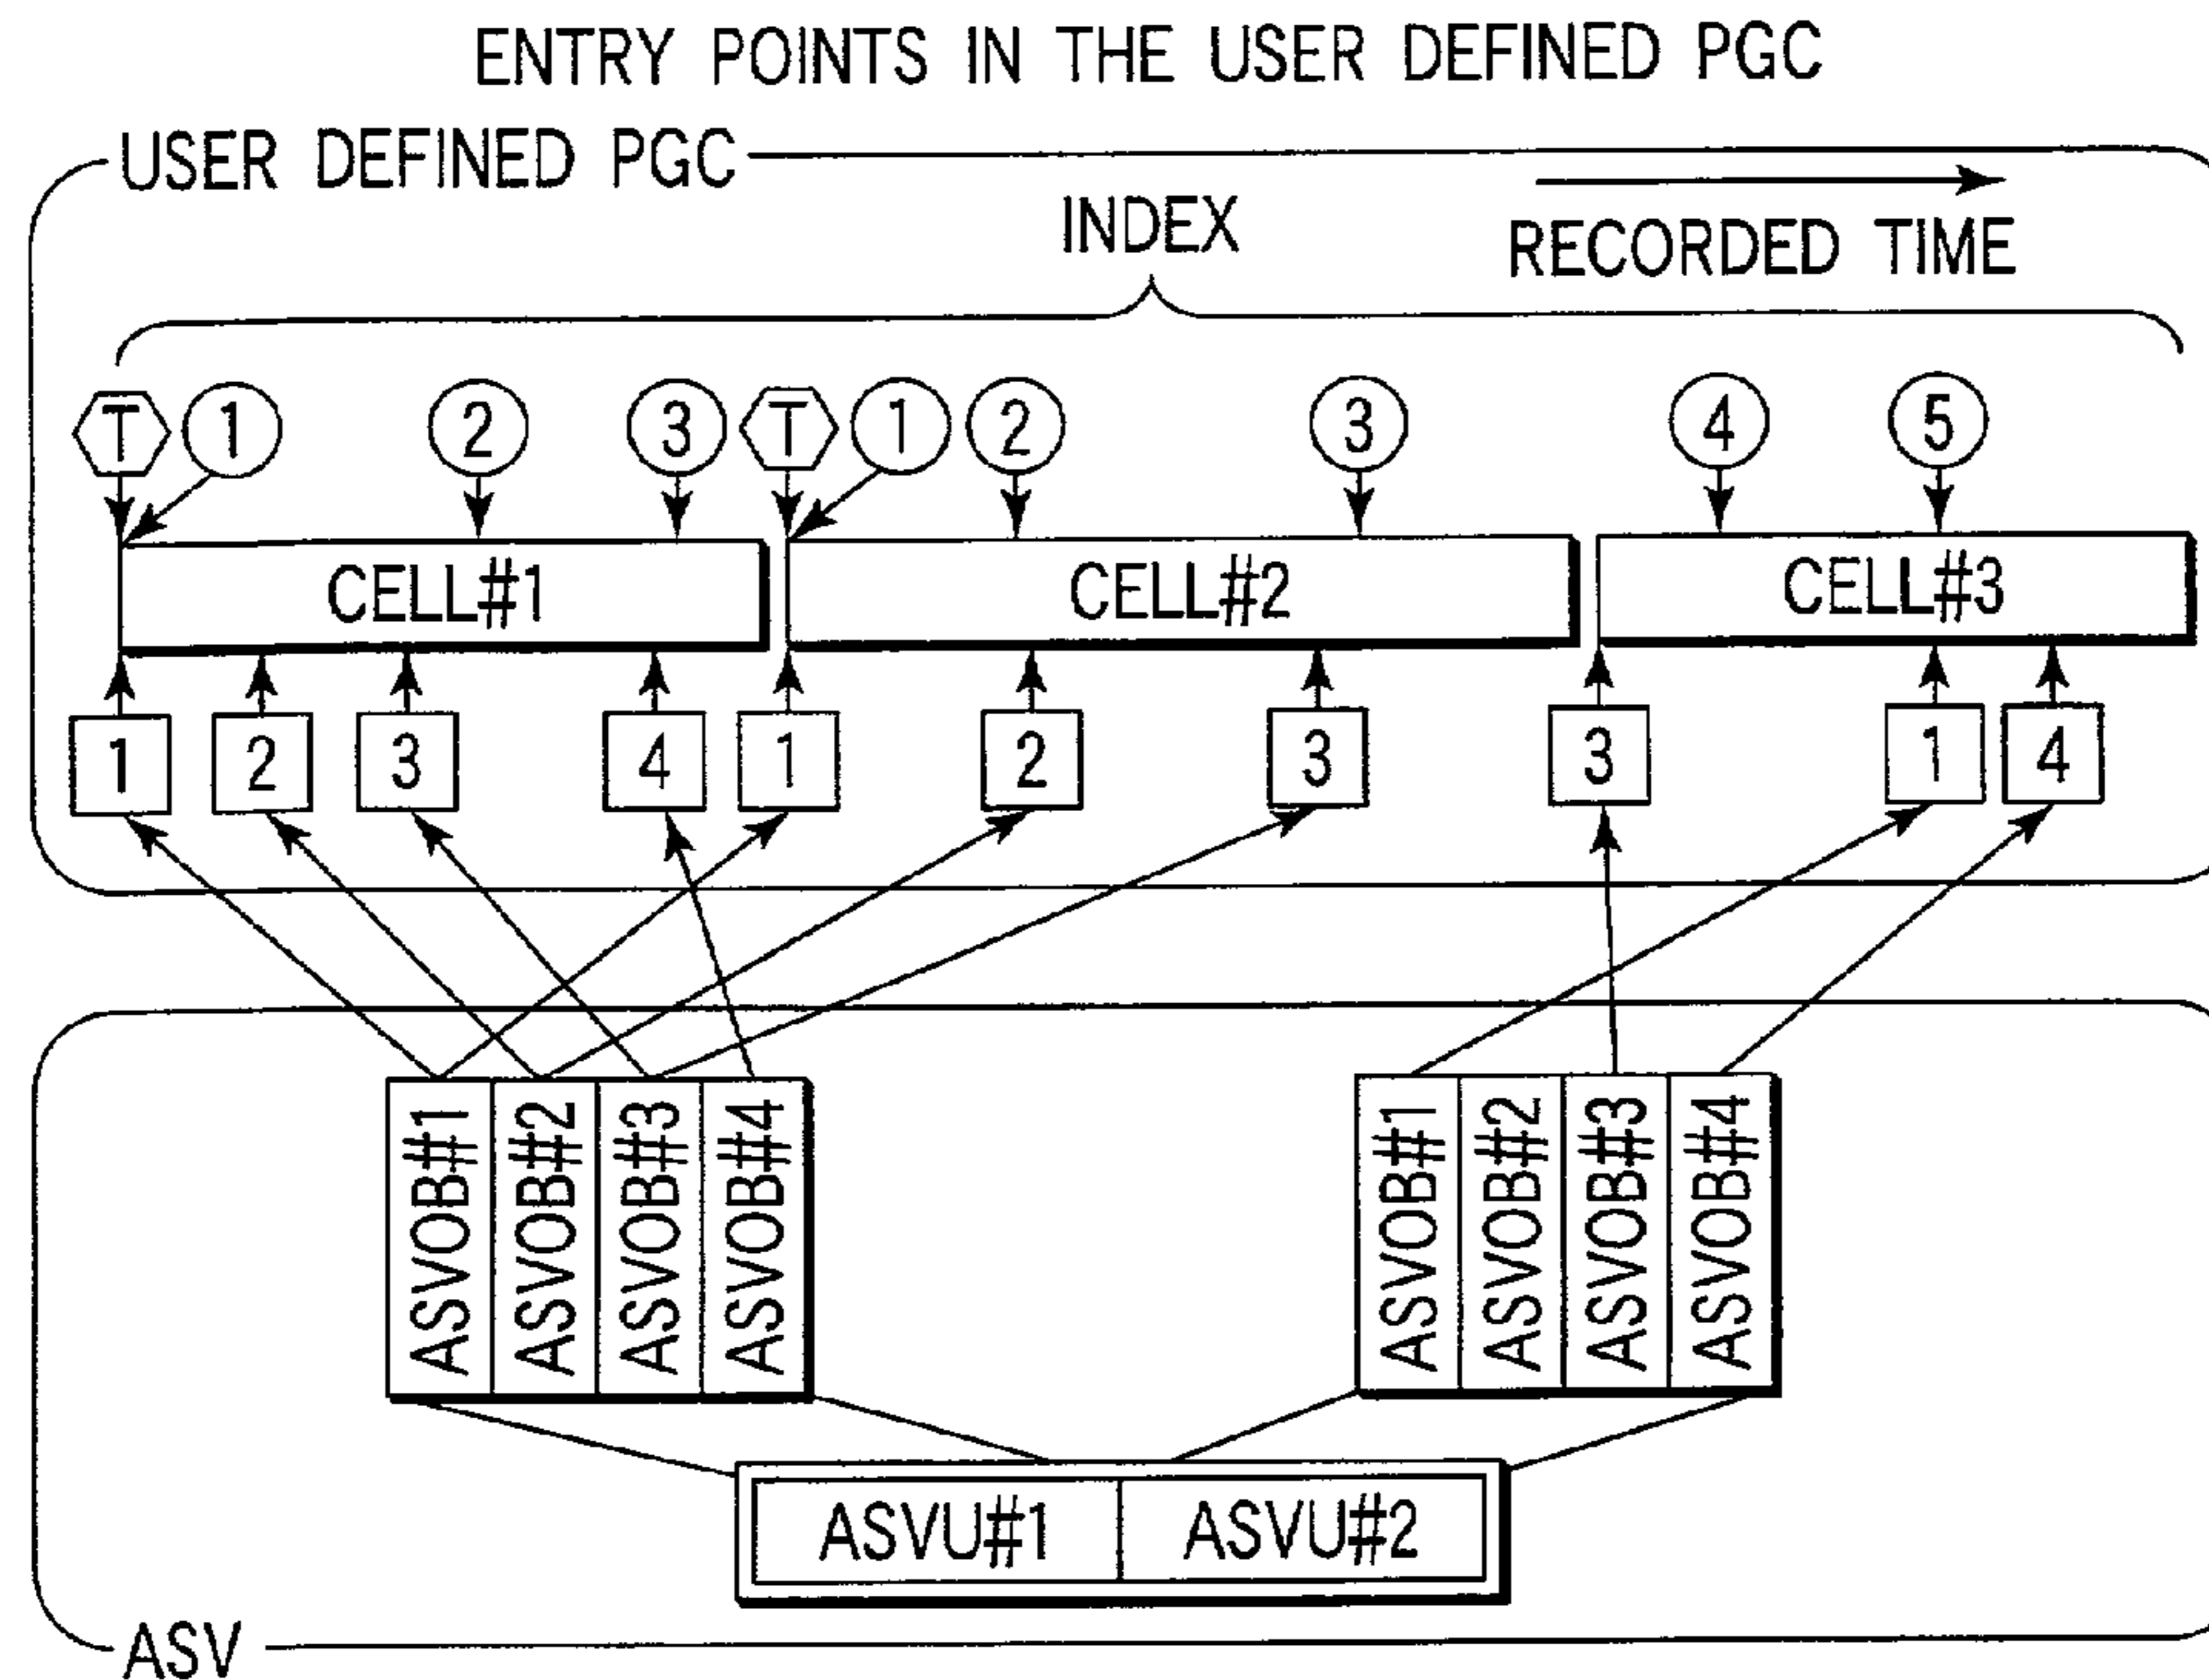 ENTRY POINTS IN THE USER DEFINED PGC
USER DEFINED PGC
INDEX
RECORDED TIME
T 1 2 3 T 1 2 3 4 5
CELL#1 CELL#2 CELL#3
1 2 3 4 1 2 3 3 1 4
ASVOB#1
ASVOB#2
ASVOB#3
ASVOB#4
ASVOB#1
ASVOB#2
ASVOB#3
ASVOB#4
ASVU#1 ASVU#2
ASV